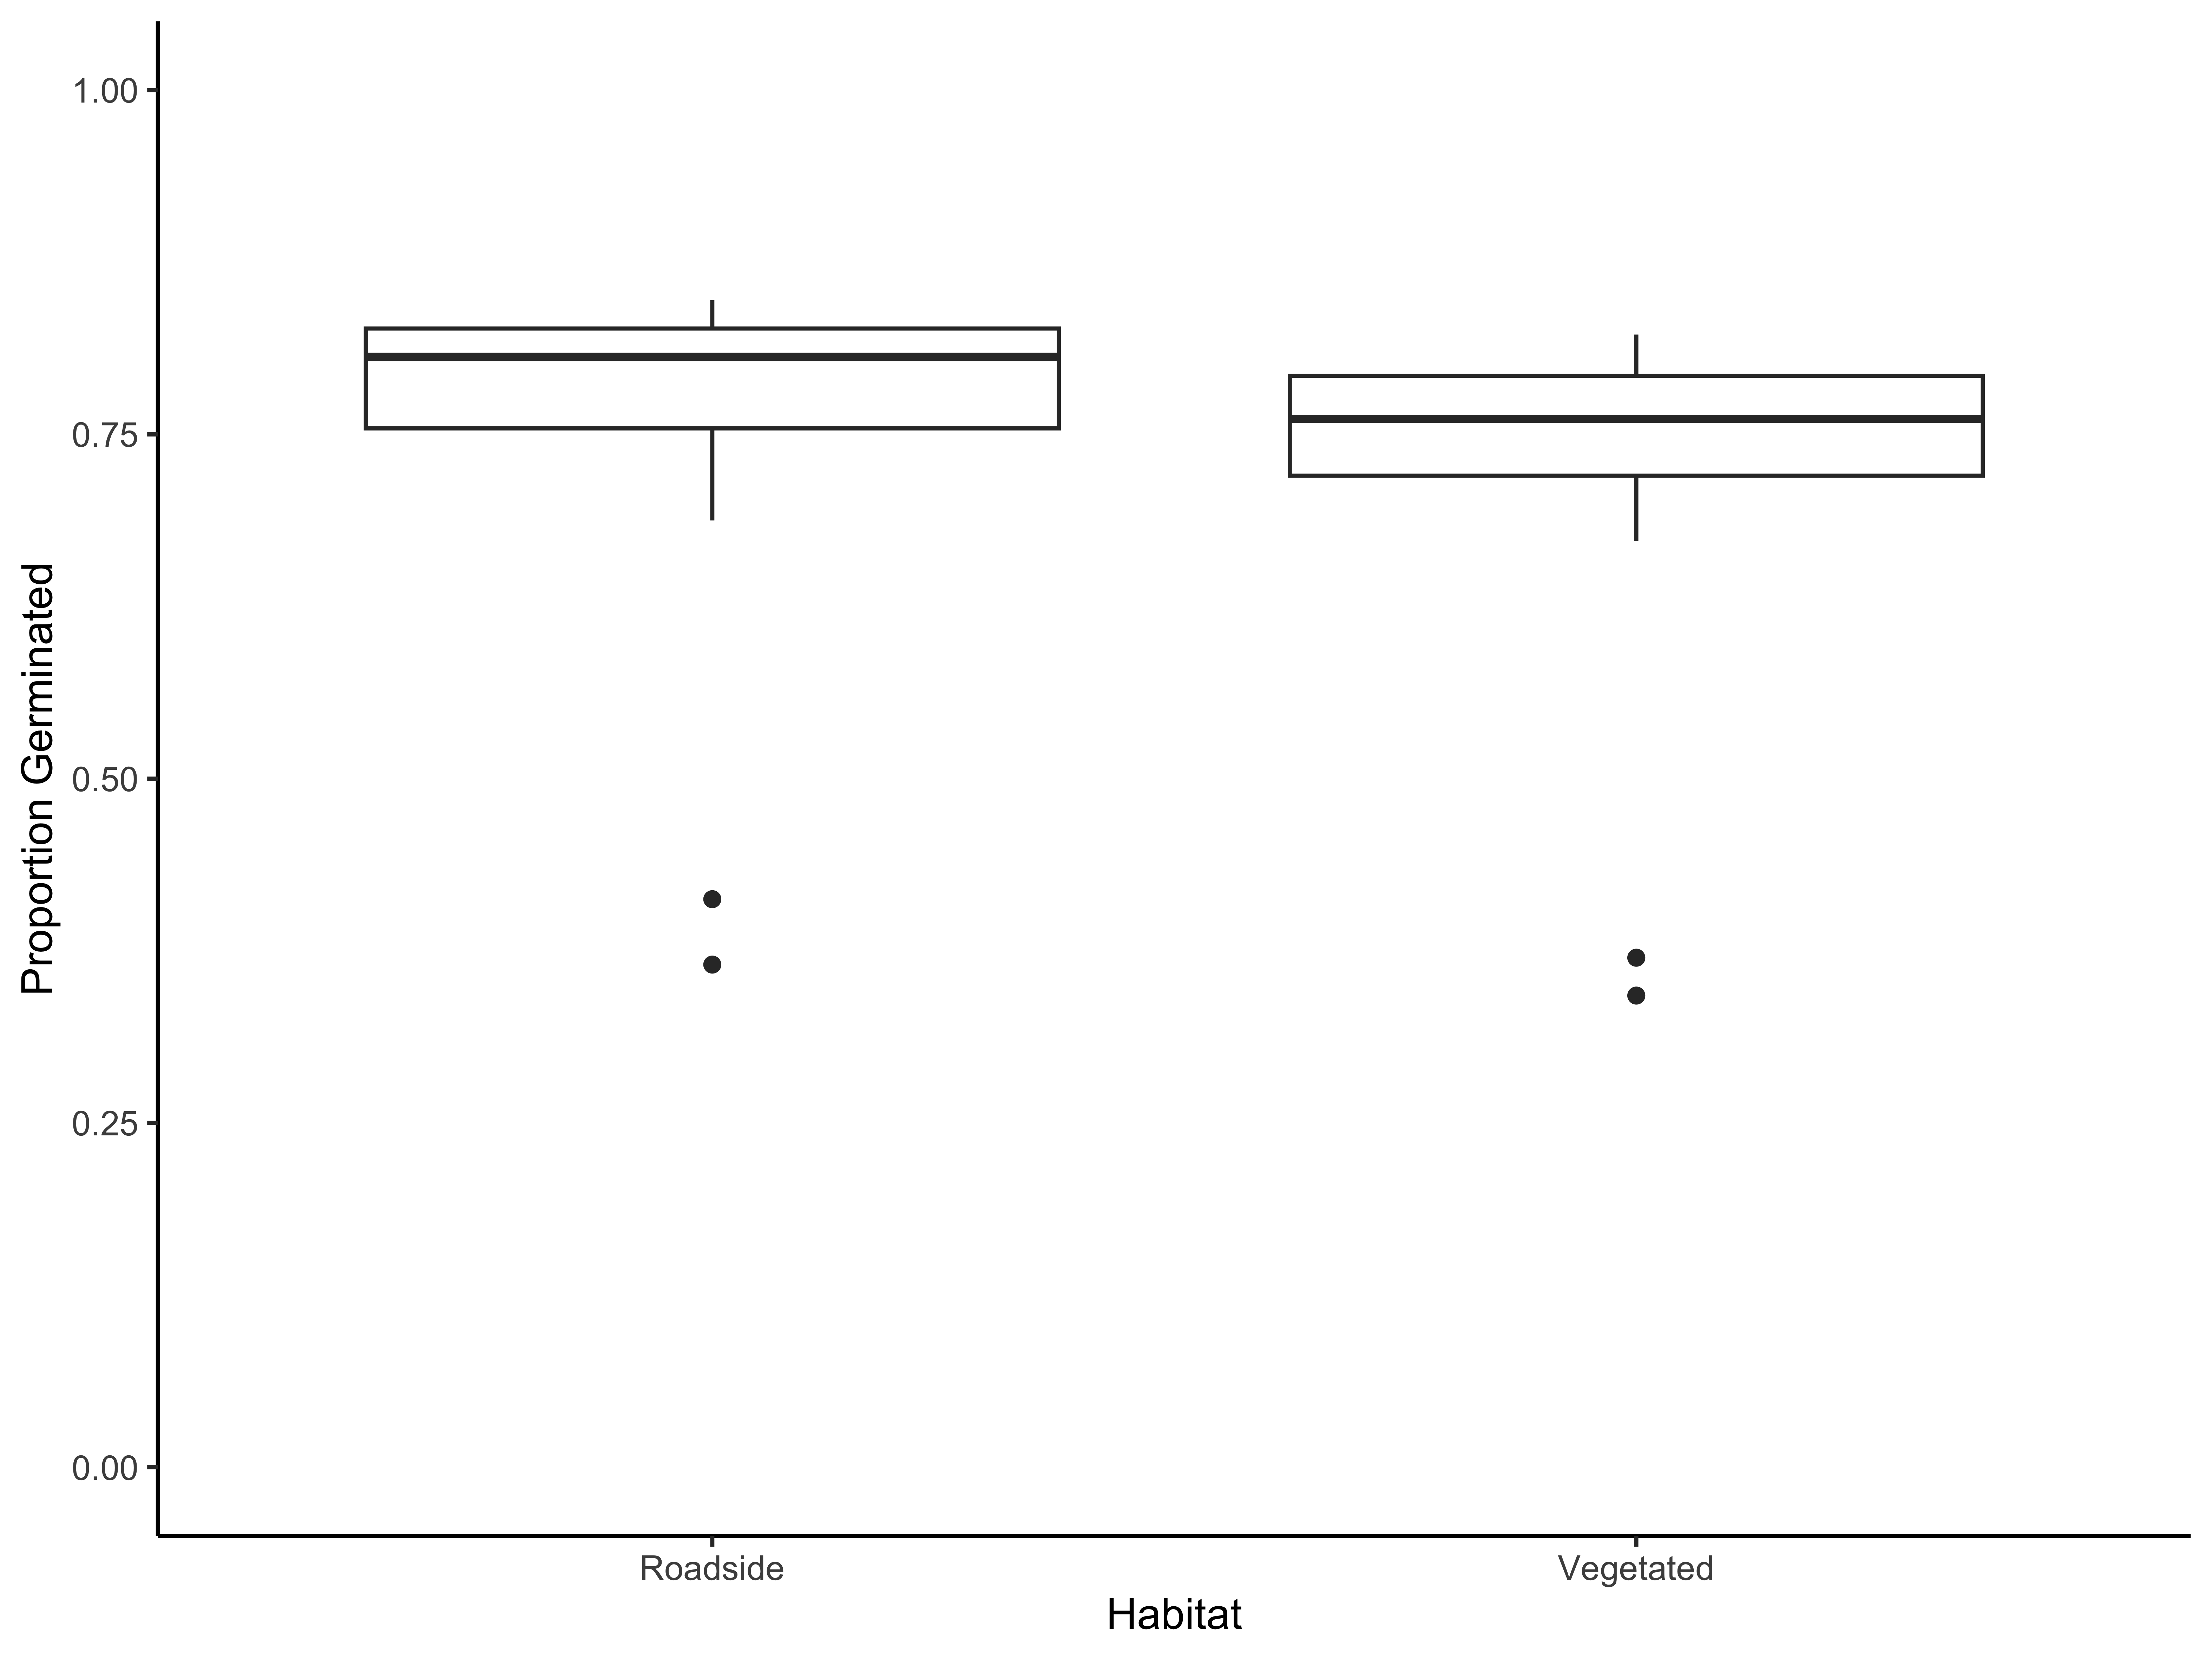 Proportion Germinated
1.00
0.75
0.50
0.25
0.00
Roadside
Vegetated
Habitat